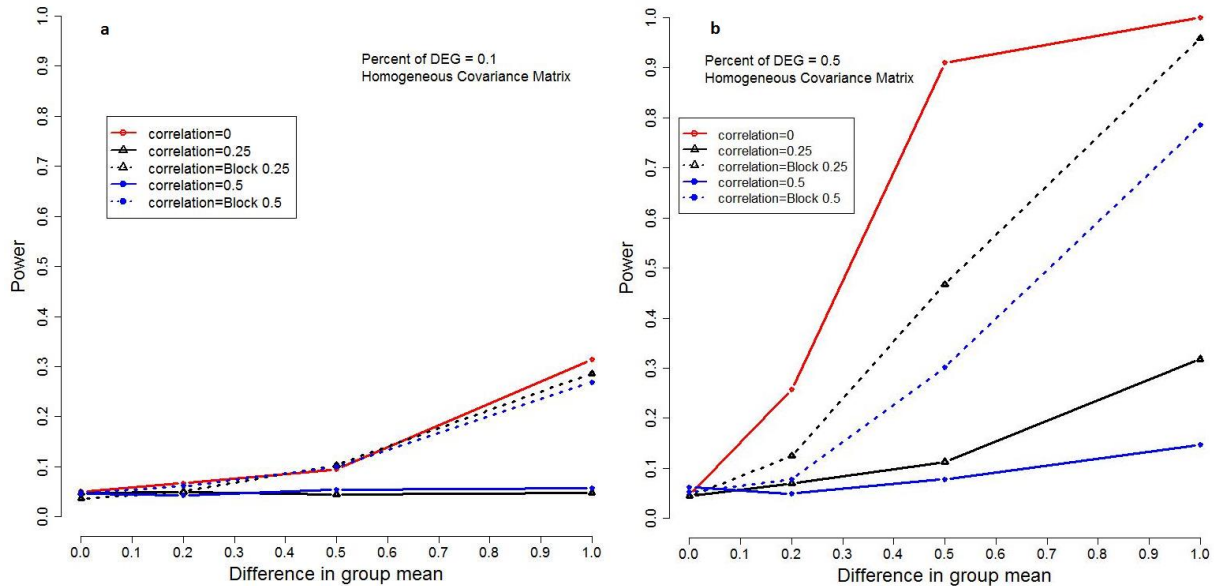 a
Percent of DEG = 0.1
Homogeneous Covariance Matrix
correlation=0
correlation=0.25
correlation=Block 0.25
correlation=0.5
correlation=Block 0.5
Power
1.0
0.9
0.8
0.7
0.6
0.5
0.4
0.3
0.2
0.1
0.0
0.0 0.1 0.2 0.3 0.4 0.5 0.6 0.7 0.8 0.9 1.0
Difference in group mean
b
Percent of DEG = 0.5
Homogeneous Covariance Matrix
correlation=0
correlation=0.25
correlation=Block 0.25
correlation=0.5
correlation=Block 0.5
Power
1.0
0.9
0.8
0.7
0.6
0.5
0.4
0.3
0.2
0.1
0.0
0.0 0.1 0.2 0.3 0.4 0.5 0.6 0.7 0.8 0.9 1.0
Difference in group mean